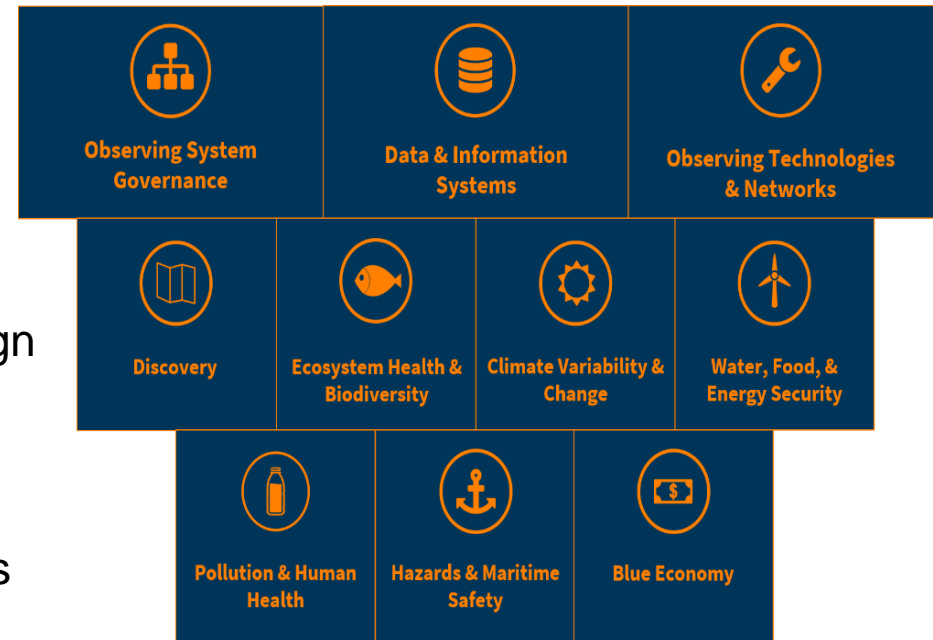 Observing System
Governance
Data & Information
Systems
Observing Technologies
& Networks
gn
Discovery
Ecosystem Health &
Biodiversity
Climate Variability &
Change
Water, Food, &
Energy Security
s
Pollution & Human
Health
Hazards & Maritime
Safety
$
Blue Economy